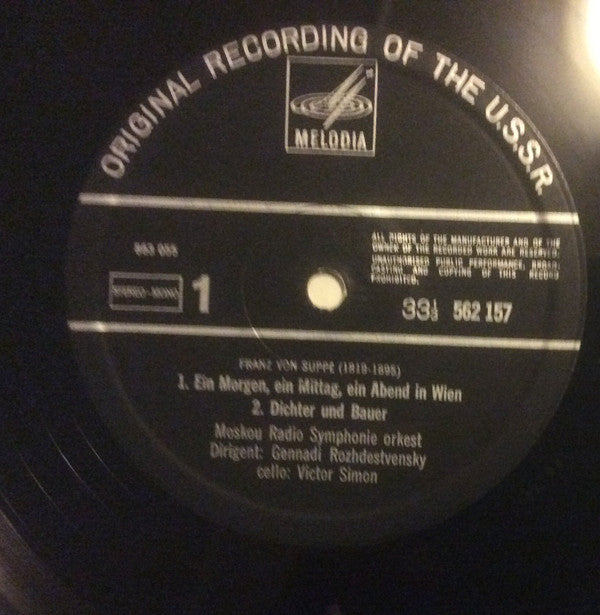 ORIGINAL RECORDING OF THE U.S.S.R.
MELODIA
ALL RIGHTS OF THE MANUFACTURER AND OF THE
OWNER OF THE RECORDED WORK ARE RESERVED.
UNAUTHORISED PUBLIC PERFORMANCE, BROAD-
CASTING AND COPYING OF THIS RECORD
PROHIBITED.
STEREO-MONO 1
33⅓ 562 157
FRANZ VON SUPPÉ (1819-1895)
1. Ein Morgen, ein Mittag, ein Abend in Wien
2. Dichter und Bauer
Moskou Radio Symphonie orkest
Dirigent: Gennadi Rozhdestvensky
cello: Victor Simon